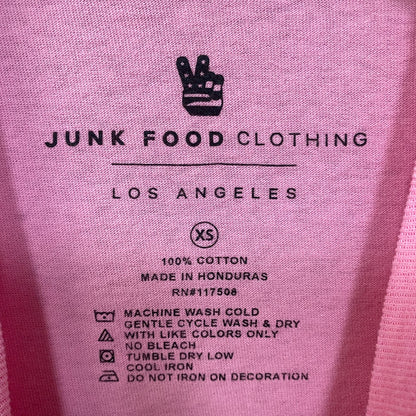 JUNK FOOD CLOTHING
LOS ANGELES
XS
100% COTTON
MADE IN HONDURAS
RN#117508
MACHINE WASH COLD
GENTLE CYCLE WASH & DRY
WITH LIKE COLORS ONLY
NO BLEACH
TUMBLE DRY LOW
COOL IRON
DO NOT IRON ON DECORATION